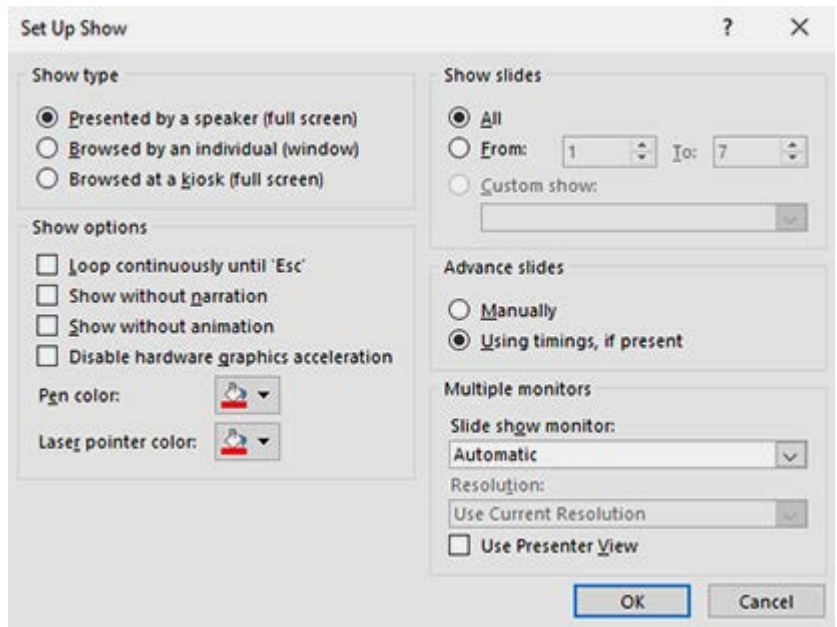 Set Up Show
?
Show type
Presented by a speaker (full screen)
Browsed by an individual (window)
Browsed at a kiosk (full screen)
Show options
Loop continuously until 'Esc'
Show without narration
Show without animation
Disable hardware graphics acceleration
Pen color:
Laser pointer color:
Show slides
All
From: 1 To: 7
Custom show:
Advance slides
Manually
Using timings, if present
Multiple monitors
Slide show monitor:
Automatic
Resolution:
Use Current Resolution
Use Presenter View
OK Cancel